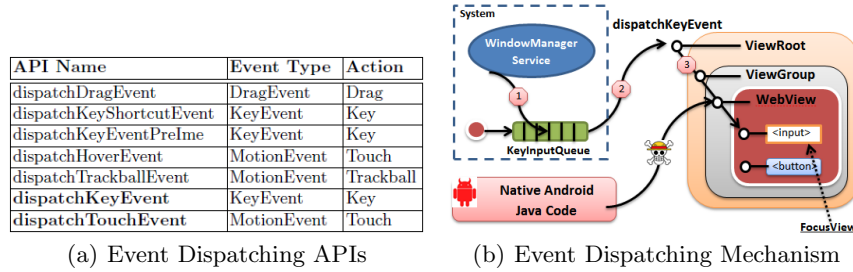 API Name Event Type Action
dispatchDragEvent DragEvent Drag
dispatchKeyShortcutEvent KeyEvent Key
dispatchKeyEventPreIme KeyEvent Key
dispatchHoverEvent MotionEvent Touch
dispatchTrackballEvent MotionEvent Trackball
dispatchKeyEvent KeyEvent Key
dispatchTouchEvent MotionEvent Touch
(a) Event Dispatching APIs
System
WindowManager
Service
1
KeyInputQueue
2
dispatchKeyEvent
3
ViewRoot
ViewGroup
WebView
<input>
<button>
FocusView
Native Android
Java Code
(b) Event Dispatching Mechanism